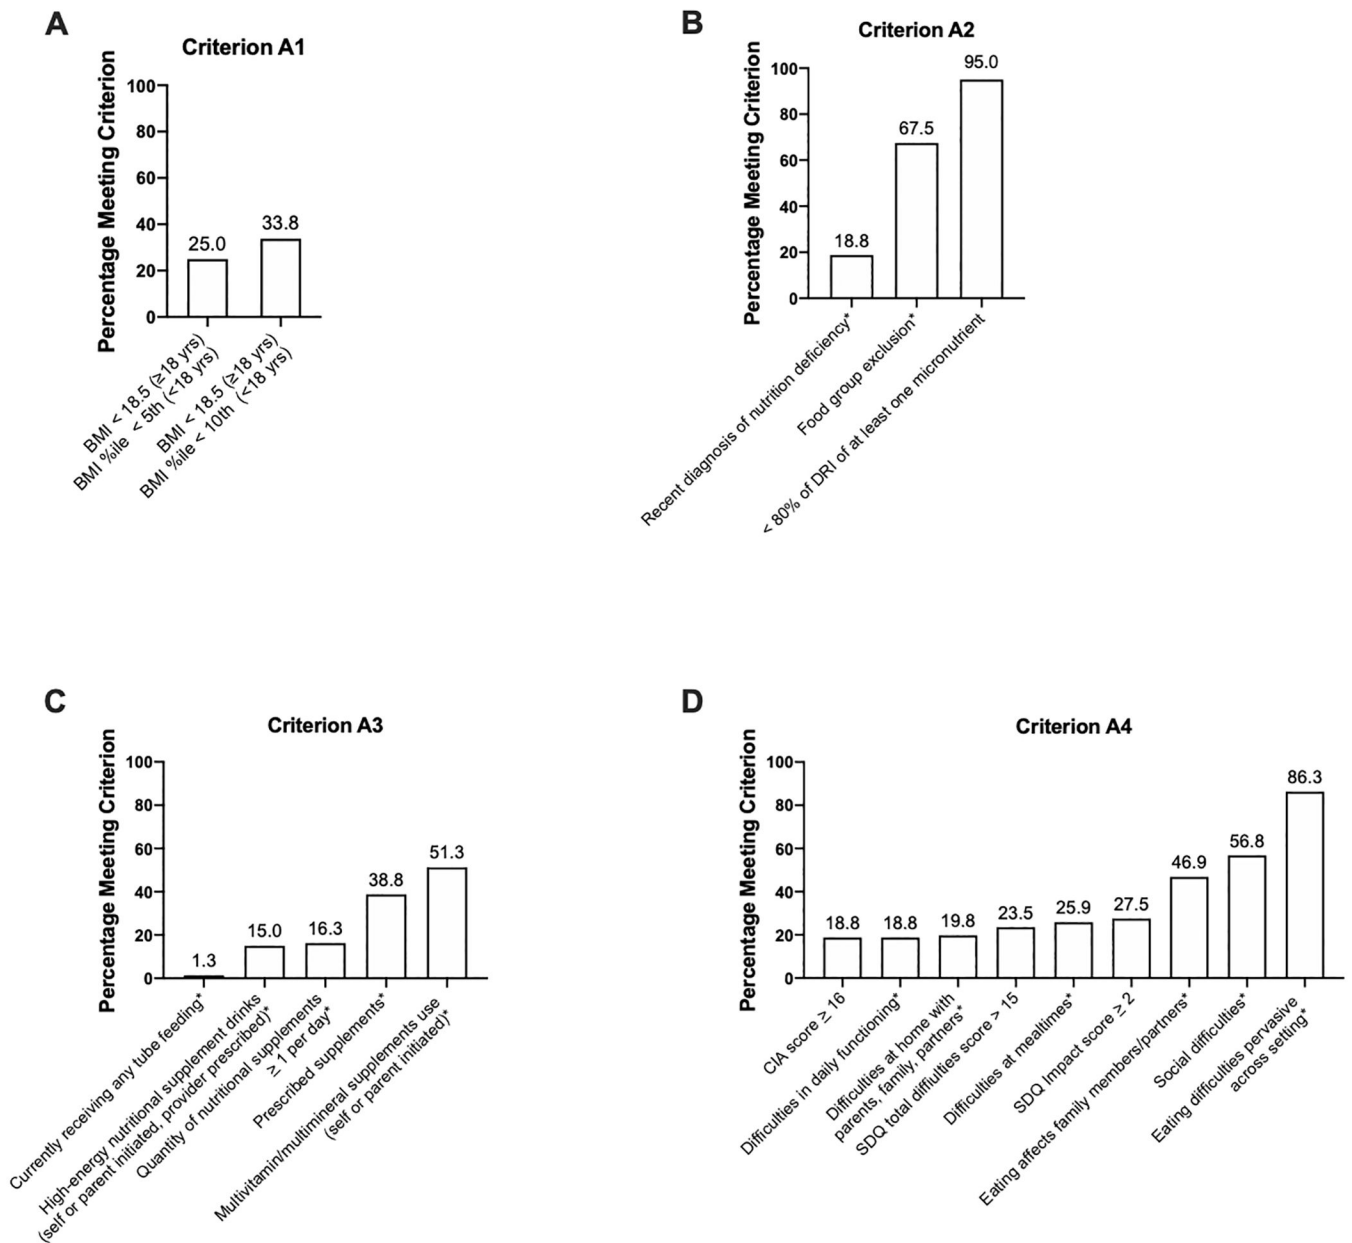 A
Criterion A1
Percentage Meeting Criterion
100
80
60
40
20
0
25.0
33.8
BMI < 18.5 (≥18 yrs)
BMI %ile < 5th (<18 yrs)
BMI < 18.5 (≥18 yrs)
BMI %ile < 10th (<18 yrs)
B
Criterion A2
Percentage Meeting Criterion
100
80
60
40
20
0
18.8
67.5
95.0
Recent diagnosis of nutrition deficiency*
Food group exclusion*
< 80% of DRI of at least one micronutrient
C
Criterion A3
Percentage Meeting Criterion
100
80
60
40
20
0
1.3
15.0
16.3
38.8
51.3
Currently receiving any tube feeding*
High-energy nutritional supplement drinks
(self or parent initiated, provider prescribed)*
Quantity of nutritional supplements
≥ 1 per day*
Prescribed supplements*
Multivitamin/multimineral supplements use
(self or parent initiated)*
D
Criterion A4
Percentage Meeting Criterion
100
80
60
40
20
0
18.8
18.8
19.8
23.5
25.9
27.5
46.9
56.8
86.3
CIA score ≥ 16
Difficulties in daily functioning*
Difficulties at home with
parents, family, partners*
SDQ total diffiulties score > 15
Difficulties at mealtimes*
SDQ Impact score ≥ 2
Eating affects family members/partners*
Social difficulties*
Eating difficulties pervasive
across setting*